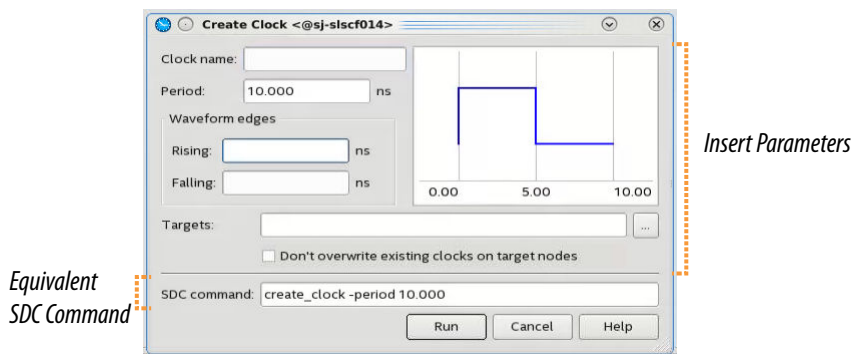 Create Clock <@sj-slscf014>
Clock name:
Period: 10.000 ns
Waveform edges
Rising: ns
Falling: ns
0.00 5.00 10.00
Targets: ...
Don't overwrite existing clocks on target nodes
SDC command: create_clock -period 10.000
Run Cancel Help
Insert Parameters
Equivalent
SDC Command